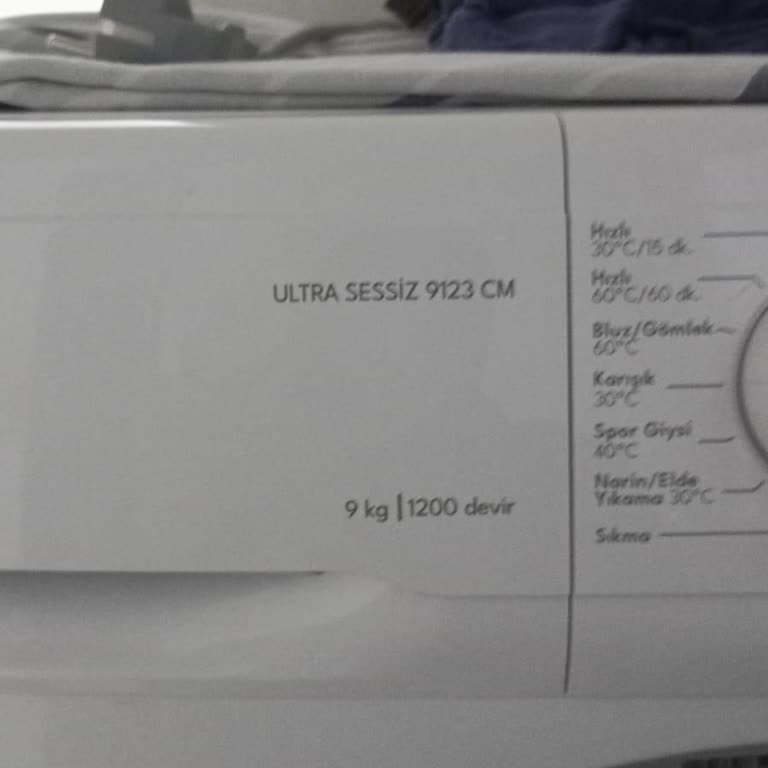 ULTRA SESSİZ 9123 CM
9 kg | 1200 devir
Hızlı
30°C/15 dk.
Hızlı
60°C/60 dk.
Bluz/Gömlek
60°C
Karışık
30°C
Spor Giysi
40°C
Narin/Elde
Yıkama 30°C
Sıkma